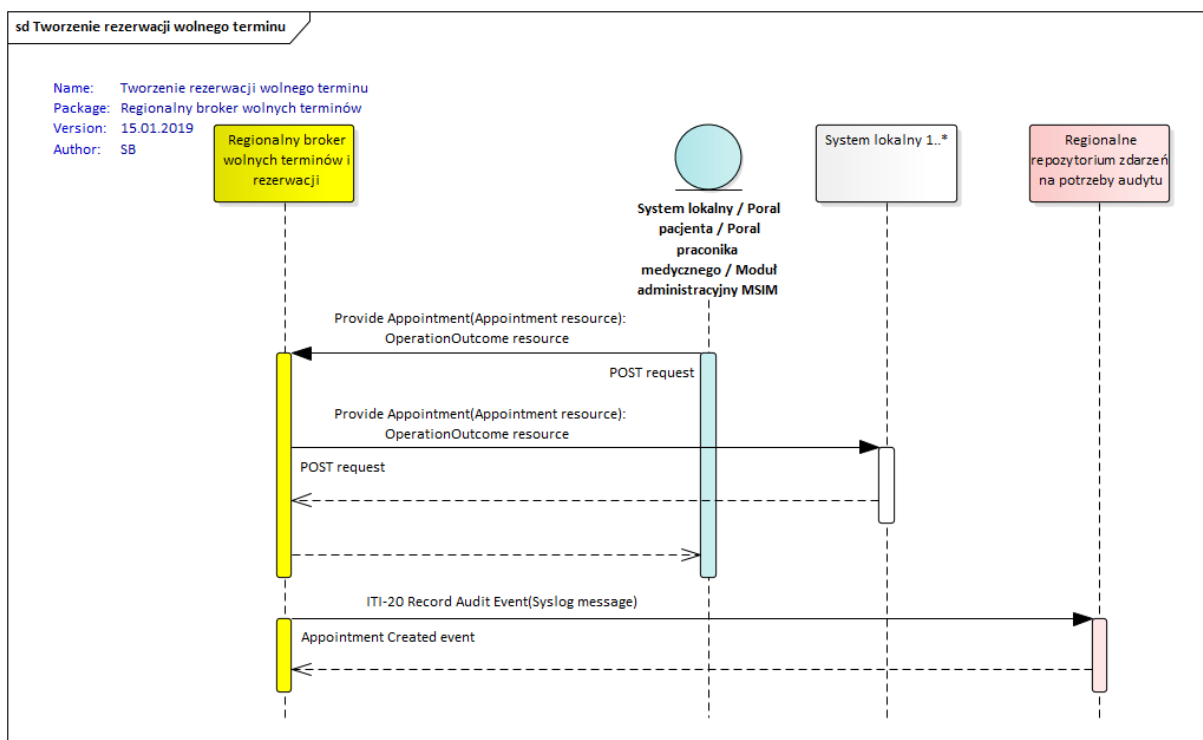 sd Tworzenie rezerwacji wolnego terminu
Name: Tworzenie rezerwacji wolnego terminu
Package: Regionalny broker wolnych terminów
Version: 15.01.2019
Author: SB
Regionalny broker
wolnych terminów i
rezerwacji
System lokalny / Poral
pacjenta / Poral
praconika
medycznego / Moduł
administracyjny MSIM
System lokalny 1..*
Regionalne
repozytorium zdarzeń
na potrzeby audytu
Provide Appointment(Appointment resource):
OperationOutcome resource
POST request
Provide Appointment(Appointment resource):
OperationOutcome resource
POST request
ITI-20 Record Audit Event(Syslog message)
Appointment Created event